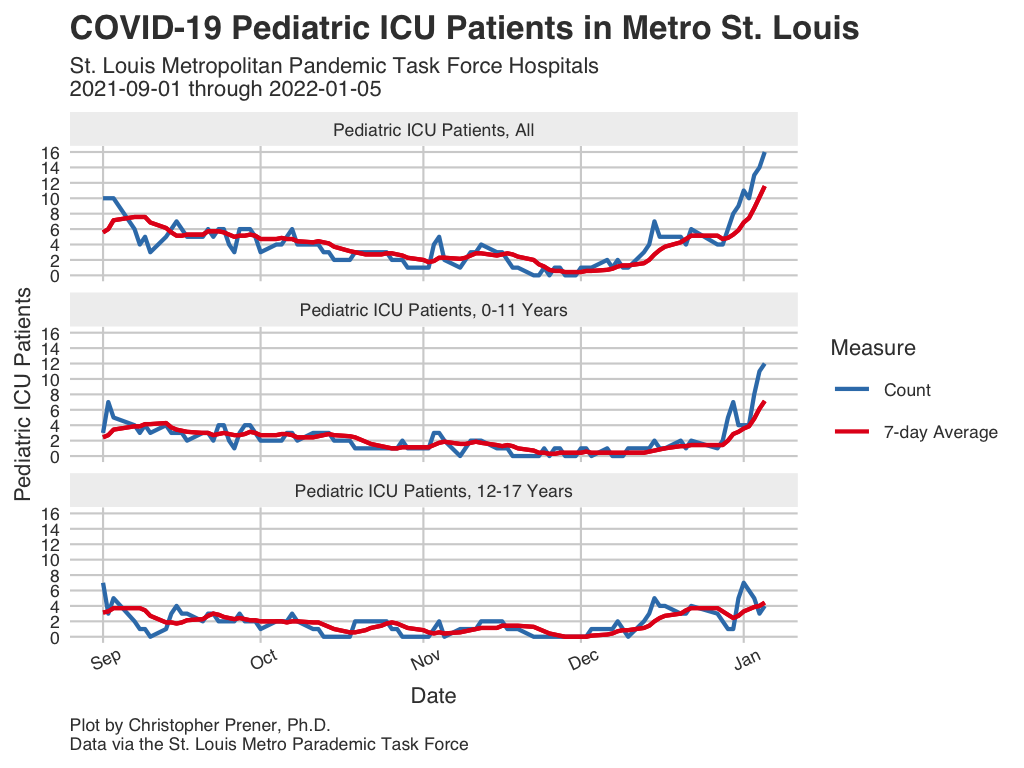 COVID-19 Pediatric ICU Patients in Metro St. Louis
St. Louis Metropolitan Pandemic Task Force Hospitals
2021-09-01 through 2022-01-05
Pediatric ICU Patients, All
16
14
12
10
8
6
4
2
0
Pediatric ICU Patients, 0-11 Years
16
14
12
10
8
6
4
2
0
Pediatric ICU Patients, 12-17 Years
16
14
12
10
8
6
4
2
0
Pediatric ICU Patients
Sep Oct Nov Dec Jan
Date
Measure
Count
7-day Average
Plot by Christopher Prener, Ph.D.
Data via the St. Louis Metro Parademic Task Force